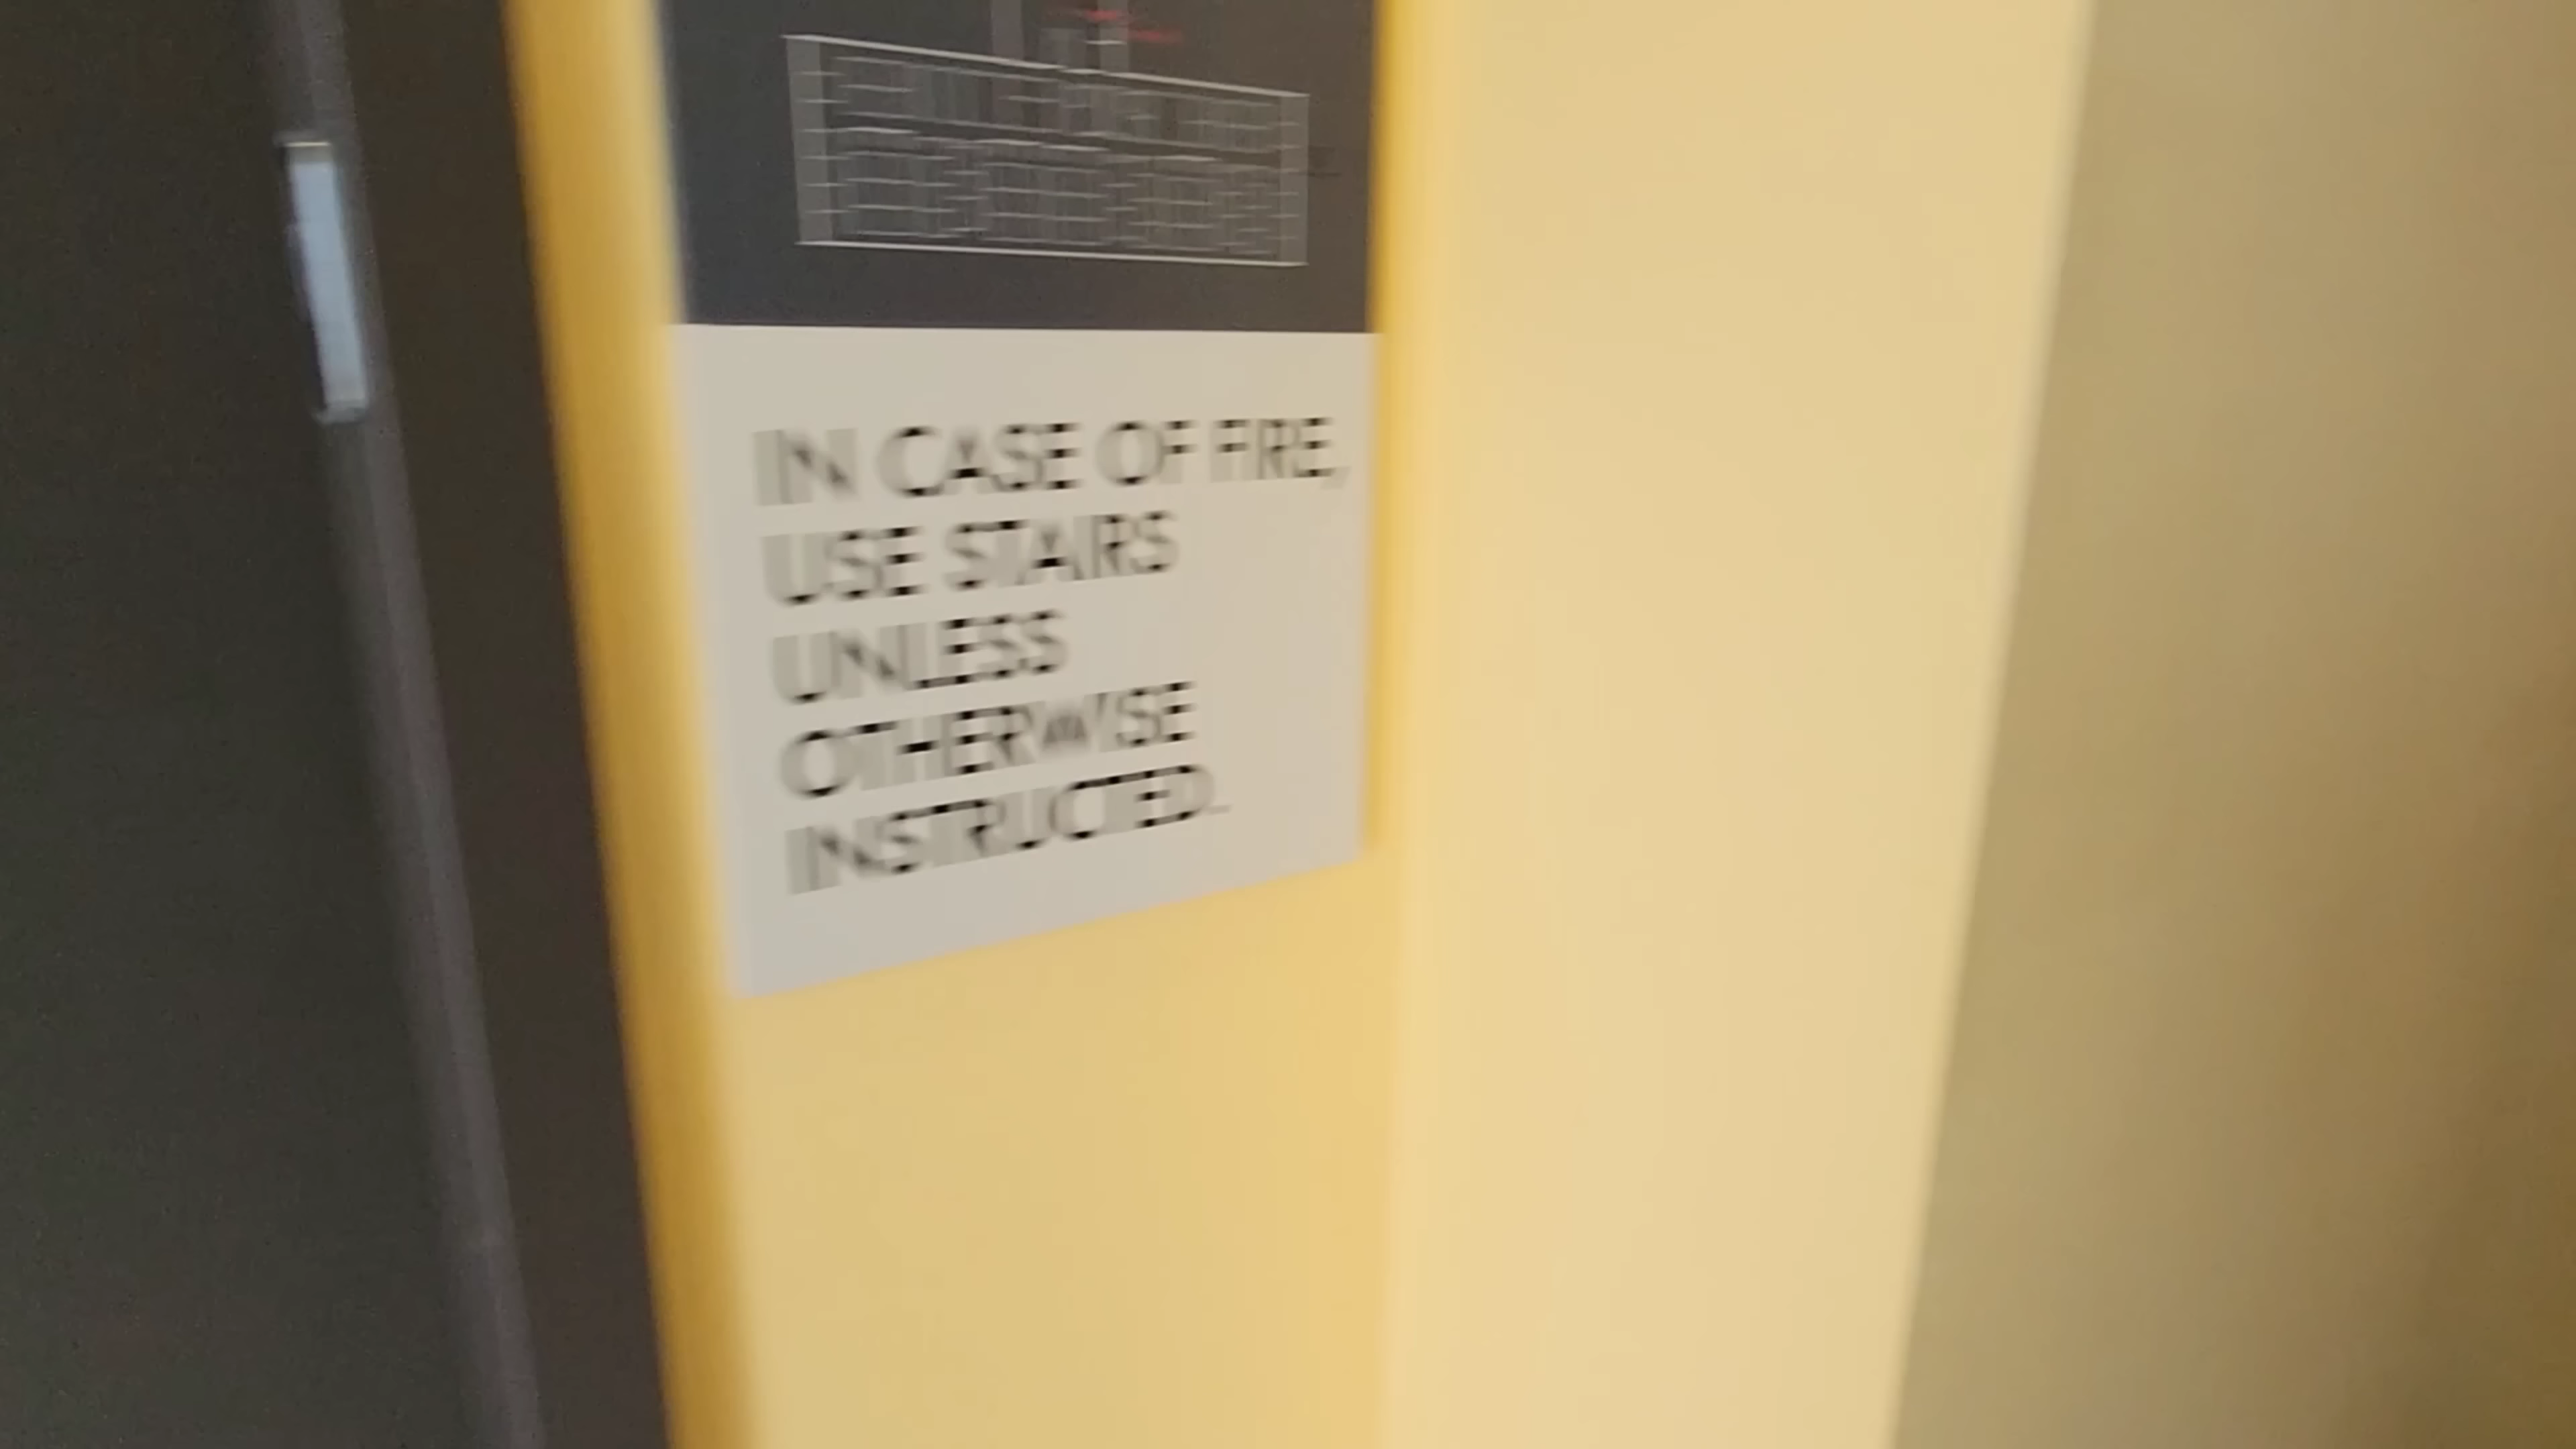 IN CASE OF FIRE,
USE STAIRS
UNLESS
OTHERWISE
INSTRUCTED.